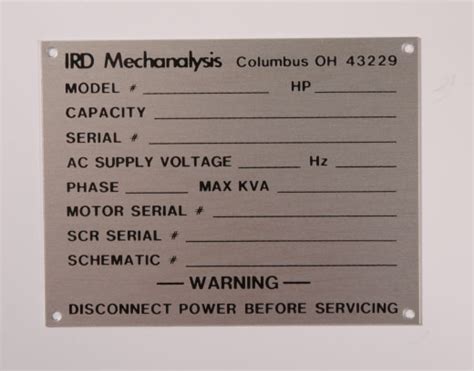 IRD Mechanalysis Columbus OH 43229
MODEL # HP
CAPACITY
SERIAL #
AC SUPPLY VOLTAGE Hz
PHASE MAX KVA
MOTOR SERIAL #
SCR SERIAL #
SCHEMATIC #
— WARNING —
DISCONNECT POWER BEFORE SERVICING